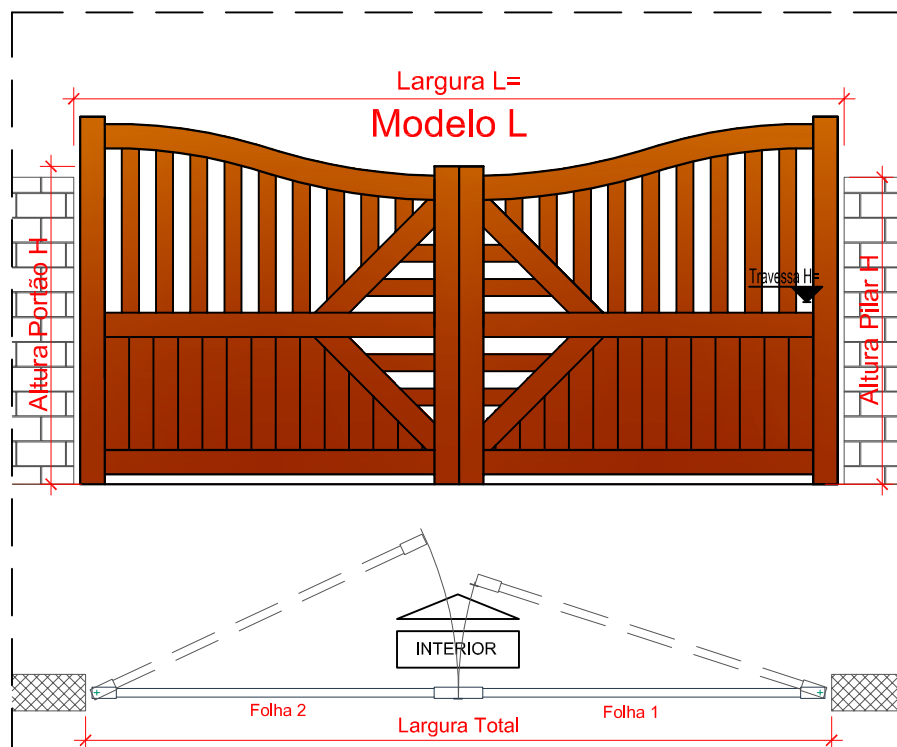 Largura L=
Modelo L
Altura Portão H
Travessa H=
Altura Pilar H
INTERIOR
Folha 2
Folha 1
Largura Total